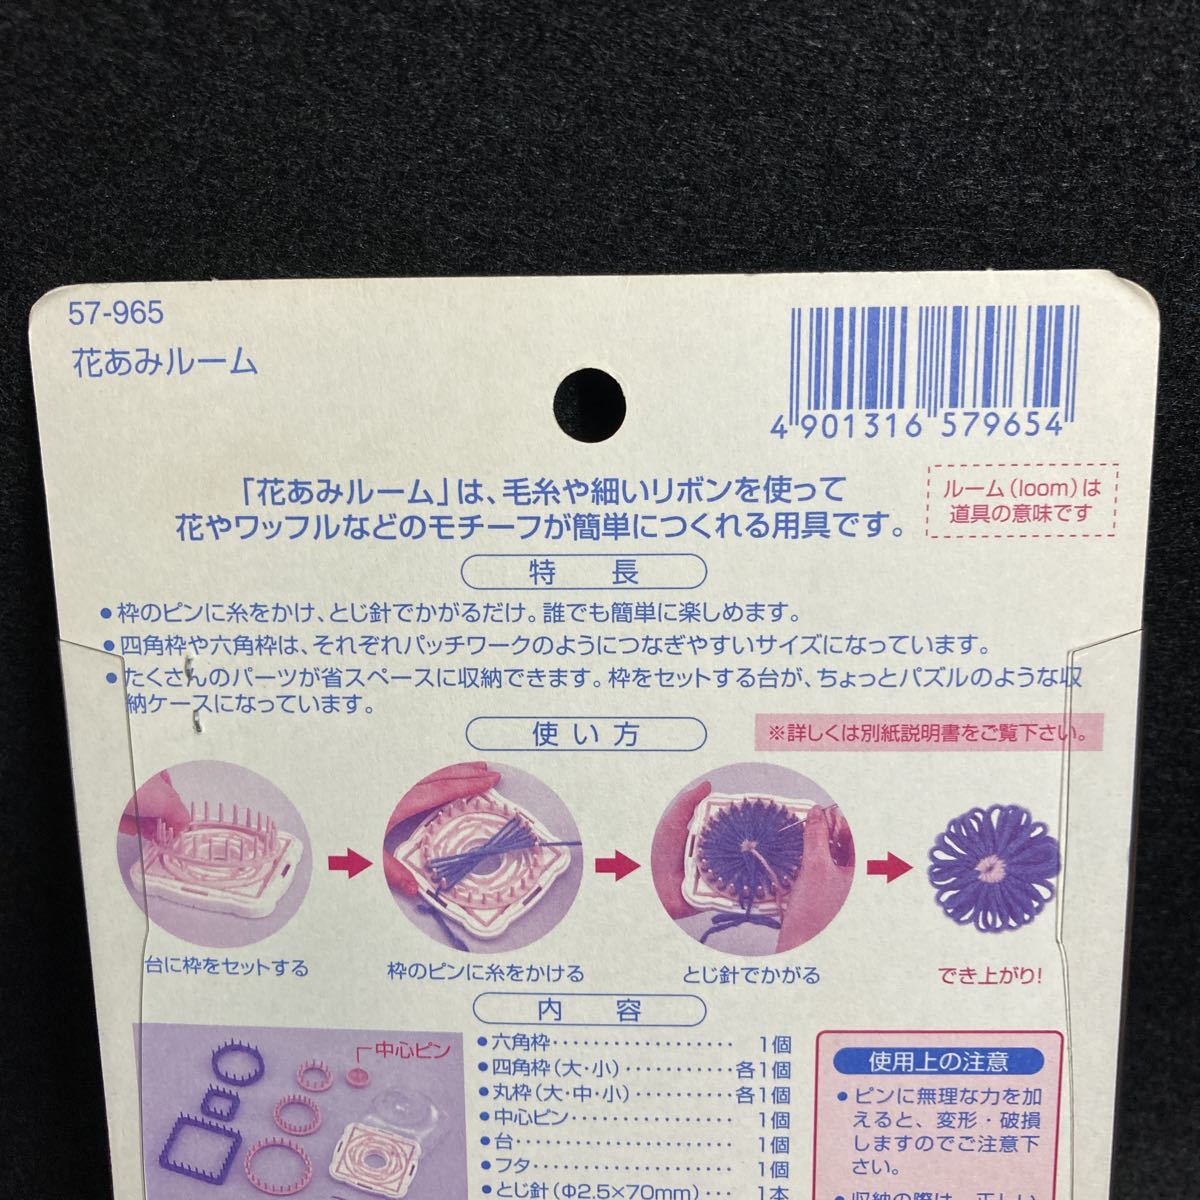 57-965
花あみルーム
4 901316 579654
「花あみルーム」は、毛糸や細いリボンを使って
花やワッフルなどのモチーフが簡単につくれる用具です。
ルーム(loom)は
道具の意味です
特 長
●枠のピンに糸をかけ、とじ針でかがるだけ。誰でも簡単に楽しめます。
●四角枠や六角枠は、それぞれパッチワークのようにつなぎやすいサイズになっています。
●たくさんのパーツが省スペースに収納できます。枠をセットする台が、ちょっとパズルのような収
納ケースになっています。
使 い 方
※詳しくは別紙説明書をご覧下さい。
台に枠をセットする
枠のピンに糸をかける
とじ針でかがる
でき上がり!
内 容
中心ピン
●六角枠‥‥‥‥‥‥‥‥1個
●四角枠(大・小)‥‥‥‥‥各1個
●丸枠(大・中・小)‥‥‥‥各1個
●中心ピン‥‥‥‥‥‥‥1個
●台‥‥‥‥‥‥‥‥‥‥1個
●フタ‥‥‥‥‥‥‥‥‥1個
●とじ針(Φ2.5×70mm)‥‥1本
使用上の注意
●ピンに無理な力を加
えると、変形・破損
しますのでご注意下
さい。
●収納の際は、正しい